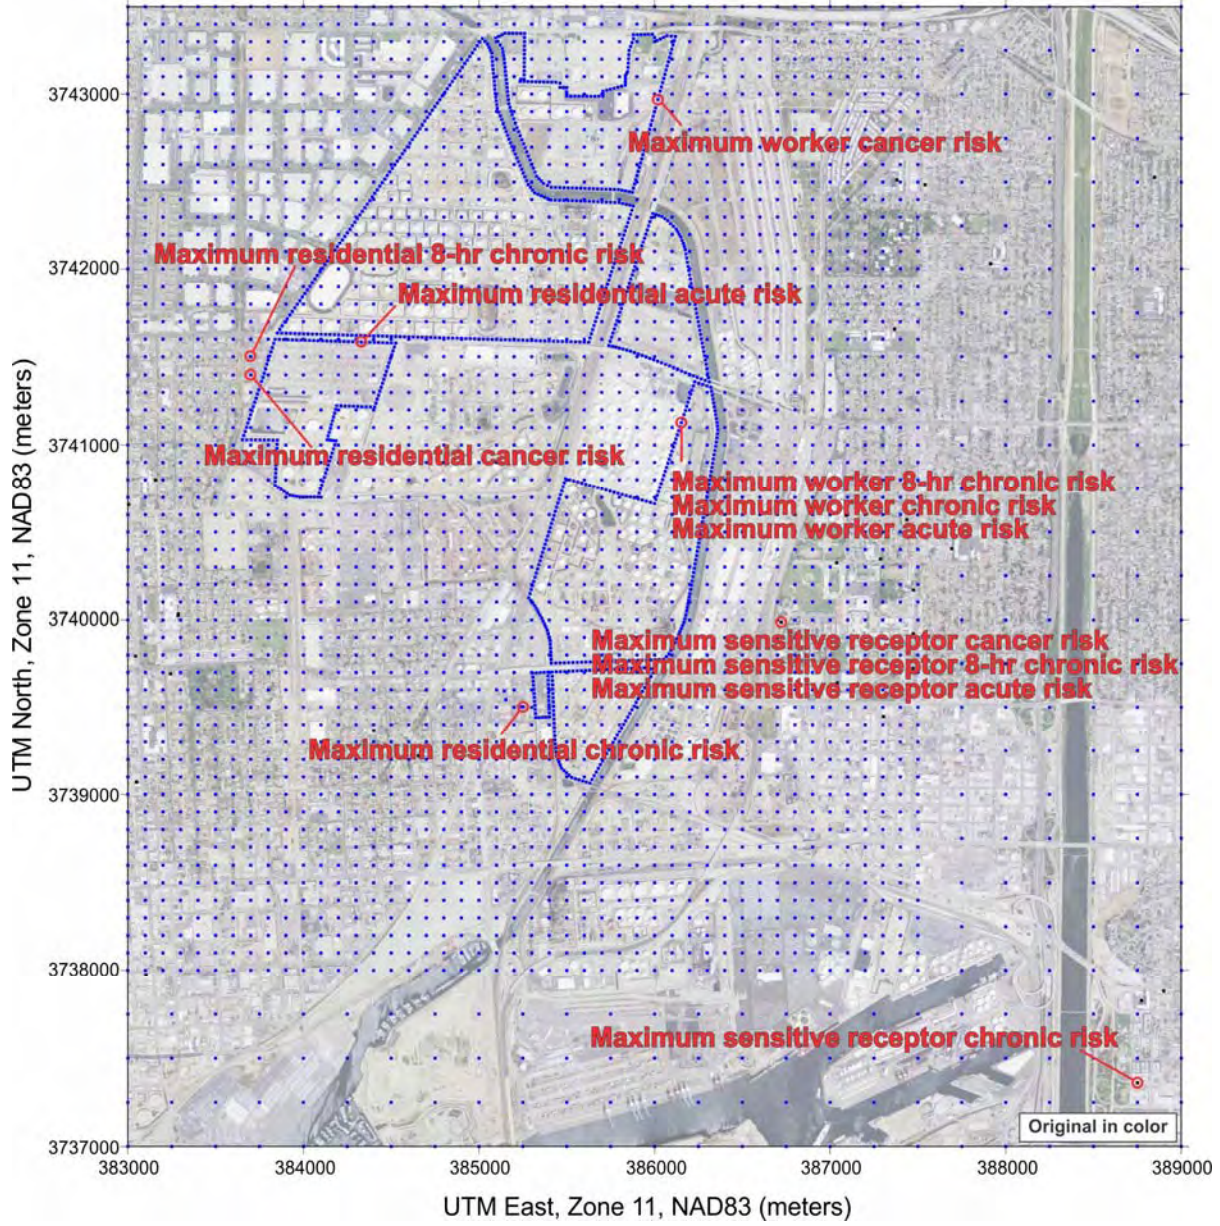 3743000
Maximum worker cancer risk
Maximum residential 8-hr chronic risk
3742000
Maximum residential acute risk
UTM North, Zone 11, NAD83 (meters)
3741000
Maximum residential cancer risk
Maximum worker 8-hr chronic risk
Maximum worker chronic risk
Maximum worker acute risk
3740000
Maximum sensitive receptor cancer risk
Maximum sensitive receptor 8-hr chronic risk
Maximum sensitive receptor acute risk
Maximum residential chronic risk
3739000
3738000
Maximum sensitive receptor chronic risk
Original in color
3737000
383000 384000 385000 386000 387000 388000 389000
UTM East, Zone 11, NAD83 (meters)